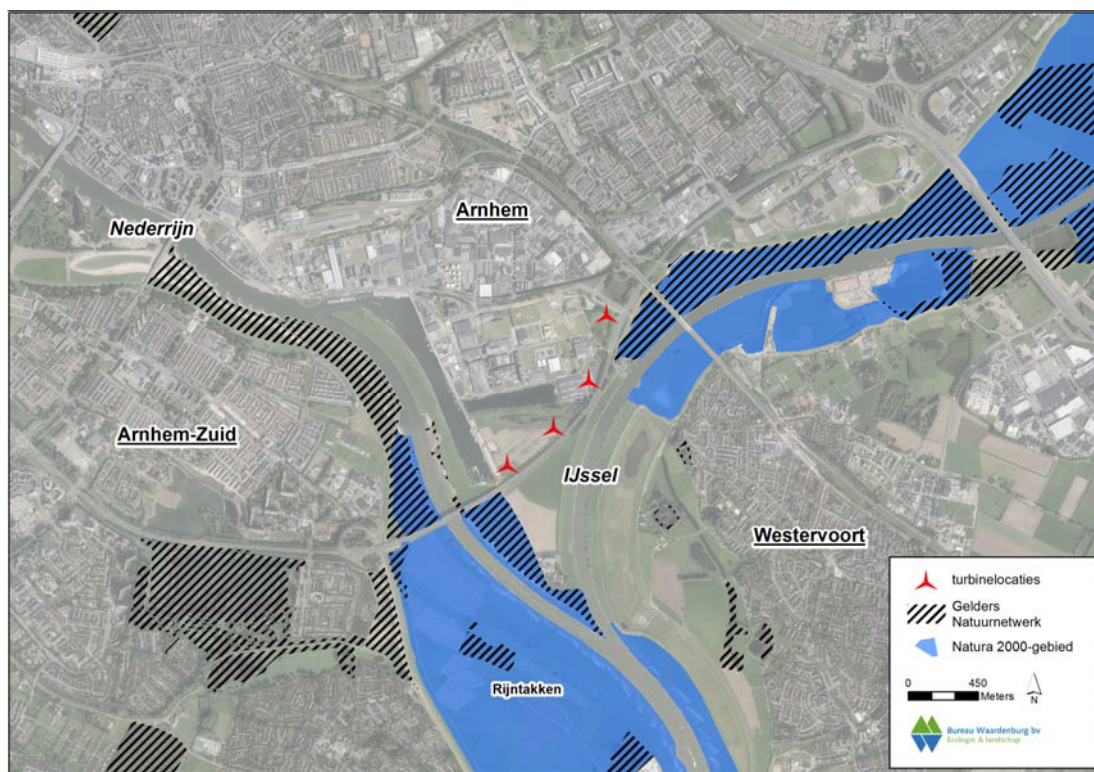 Nederrijn
Arnhem
Arnhem-Zuid
IJssel
Westervoort
Rijntakken
turbinelocaties
Gelders
Natuurnetwerk
Natura 2000-gebied
0 450
Meters
N
Bureau Waardenburg bv
Ecologie & landschap